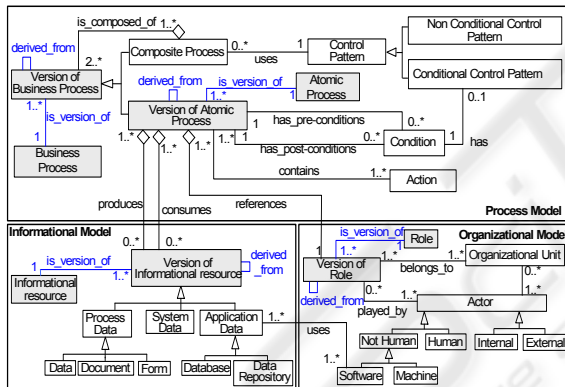 is_composed_of
1..*
Non Conditional Control
Pattern
derived_from
Composite Process
0..*
uses
1
Control
Pattern
2..*
derived_from
Version of
Business Process
is_version_of
Atomic
Process
Conditional Control Pattern
1..*
1
1..*
Version of Atomic
Process
0..1
is_version_of
1
has_pre-conditions
0..*
1
1..*
1..*
1..*
1..*
1
has_post-conditions
0..*
Condition
1
has
Business
Process
contains
1..*
Action
produces
consumes
references
Process Model
Informational Model
Organizational Mode
0..*
0..*
1
is_version_of
1..*
1
Role
is_version_of
1
1..*
Version of
Informational resource
derived
_from
Version of
Role
1..*
1..*
belongs_to
Organizational Unit
Informational
resource
derived_from
0..*
0..*
1..*
played_by
1..*
Actor
Process
Data
System
Data
Application
Data
1..*
uses
Not Human
Human
Internal
External
Data
Document
Form
Database
Data
Repository
1..*
Software
Machine